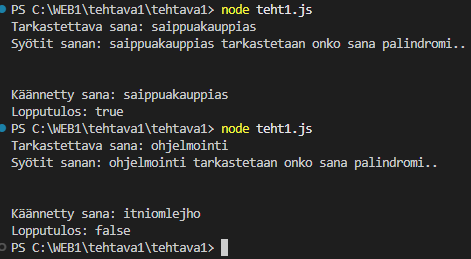 PS C:\WEB1\tehtava1\tehtava1> node teht1.js
Tarkastettava sana: saippuakauppias
Syötit sanan: saippuakauppias tarkastetaan onko sana palindromi..
Käännetty sana: saippuakauppias
Lopputulos: true
PS C:\WEB1\tehtava1\tehtava1> node teht1.js
Tarkastettava sana: ohjelmointi
Syötit sanan: ohjelmointi tarkastetaan onko sana palindromi..
Käännetty sana: itniomlejho
Lopputulos: false
PS C:\WEB1\tehtava1\tehtava1>